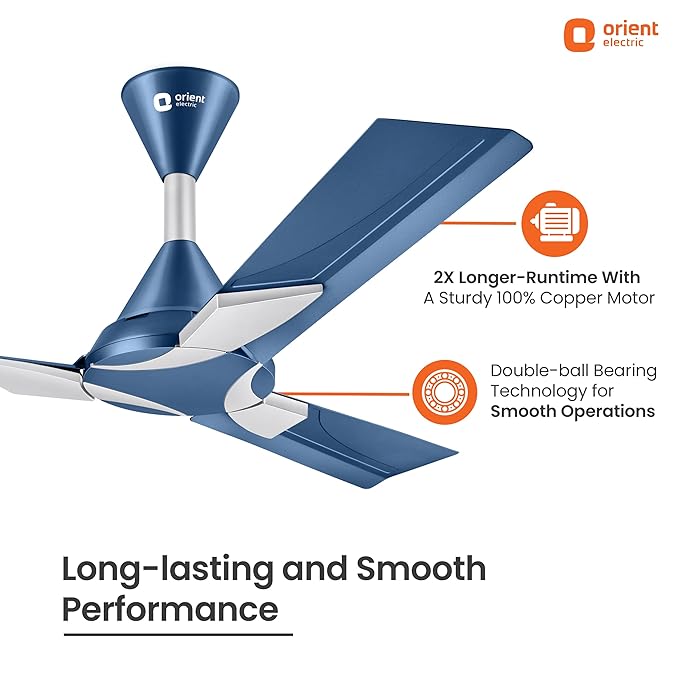 orient
electric
orient
electric
2X Longer-Runtime With
A Sturdy 100% Copper Motor
Double-ball Bearing
Technology for
Smooth Operations
Long-lasting and Smooth
Performance